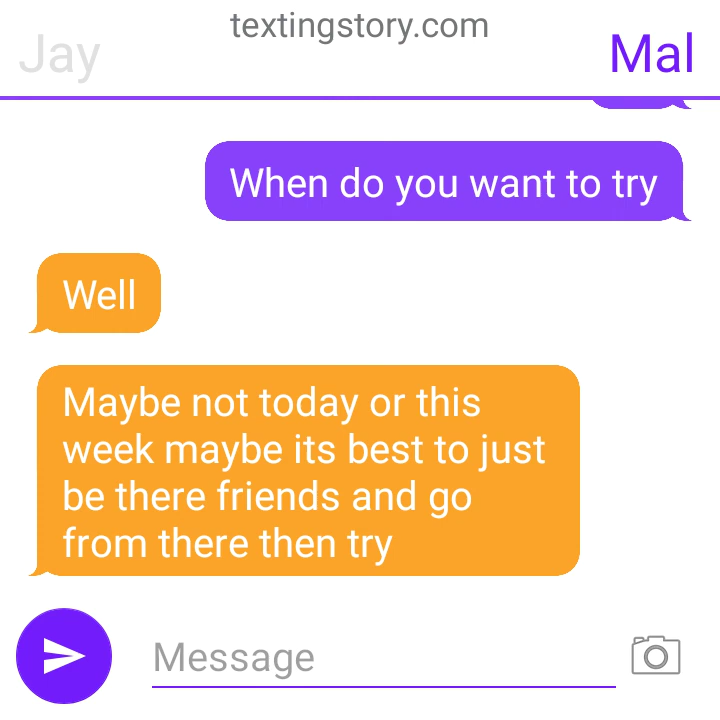 textingstory.com
Jay
Mal
When do you want to try
Well
Maybe not today or this
week maybe its best to just
be there friends and go
from there then try
Message